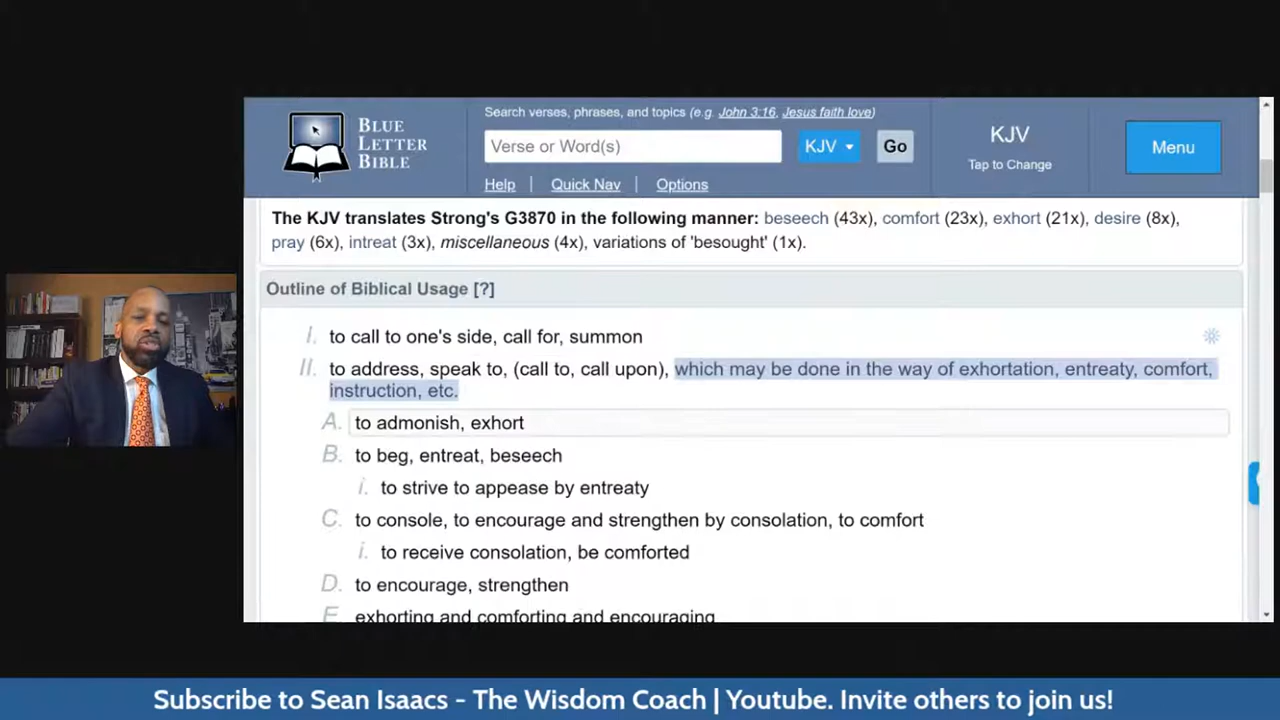 BLUE
LETTER
BIBLE
Search verses, phrases, and topics (e.g. John 3:16, Jesus faith love)
Verse or Word(s)
KJV
Go
Help | Quick Nav | Options
KJV
Tap to Change
Menu
The KJV translates Strong's G3870 in the following manner: beseech (43x), comfort (23x), exhort (21x), desire (8x),
pray (6x), intreat (3x), miscellaneous (4x), variations of 'besought' (1x).
Outline of Biblical Usage [?]
I. to call to one's side, call for, summon
II. to address, speak to, (call to, call upon), which may be done in the way of exhortation, entreaty, comfort,
instruction, etc.
A. to admonish, exhort
B. to beg, entreat, beseech
i. to strive to appease by entreaty
C. to console, to encourage and strengthen by consolation, to comfort
i. to receive consolation, be comforted
D. to encourage, strengthen
E. exhorting and comforting and encouraging
Subscribe to Sean Isaacs - The Wisdom Coach | Youtube. Invite others to join us!